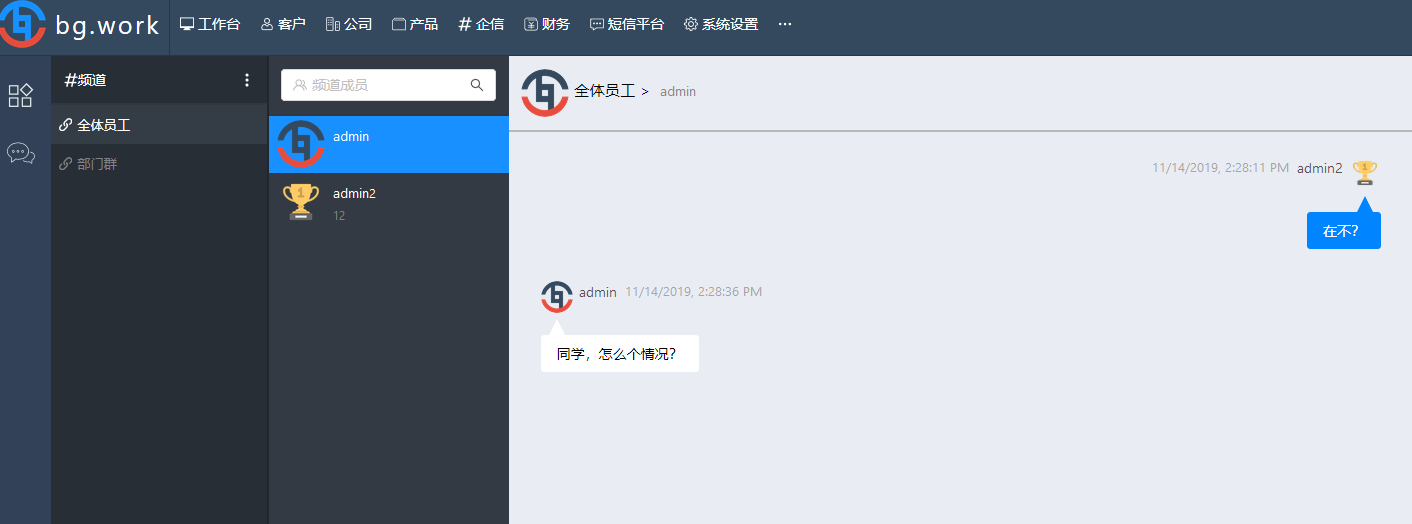 bg.work 工作台 客户 公司 产品 # 企信 财务 短信平台 系统设置 ···
#频道
全体员工
部门群
频道成员
admin
admin2
12
全体员工 > admin
11/14/2019, 2:28:11 PM admin2
在不?
admin 11/14/2019, 2:28:36 PM
同学，怎么个情况?